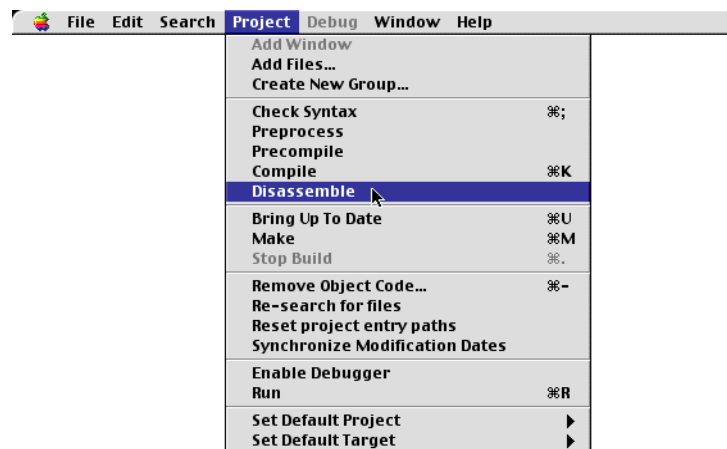 File Edit Search Project Debug Window Help
Add Window
Add Files...
Create New Group...
Check Syntax ⌘;
Preprocess
Precompile
Compile ⌘K
Disassemble
Bring Up To Date ⌘U
Make ⌘M
Stop Build ⌘.
Remove Object Code... ⌘-
Re-search for files
Reset project entry paths
Synchronize Modification Dates
Enable Debugger
Run ⌘R
Set Default Project
Set Default Target